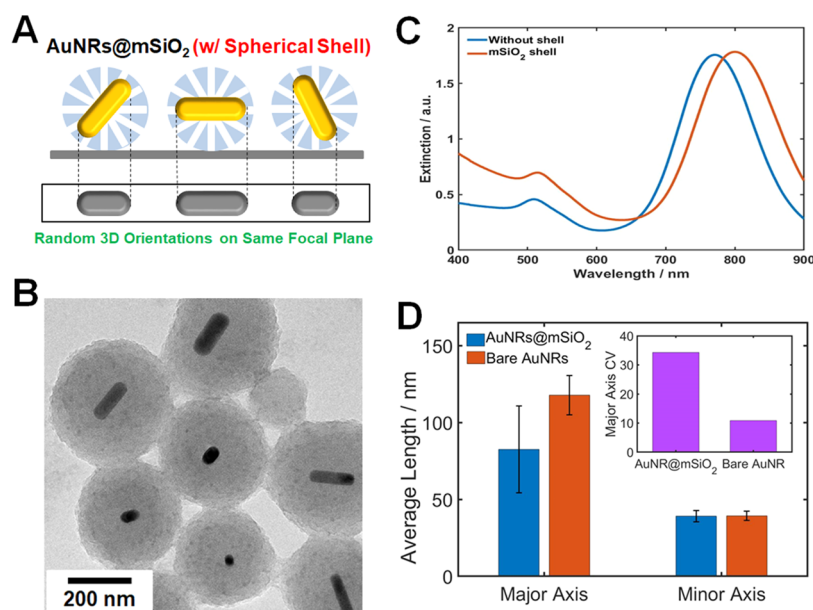 A
AuNRs@mSiO₂ (w/ Spherical Shell)
Random 3D Orientations on Same Focal Plane
B
200 nm
C
Without shell
mSiO₂ shell
Extinction / a.u.
2
1.5
1
0.5
0
400
500
600
700
800
900
Wavelength / nm
D
AuNRs@mSiO₂
Bare AuNRs
Average Length / nm
150
100
50
0
Major Axis
Minor Axis
Major Axis CV
40
30
20
10
0
AuNR@mSiO₂
Bare AuNR